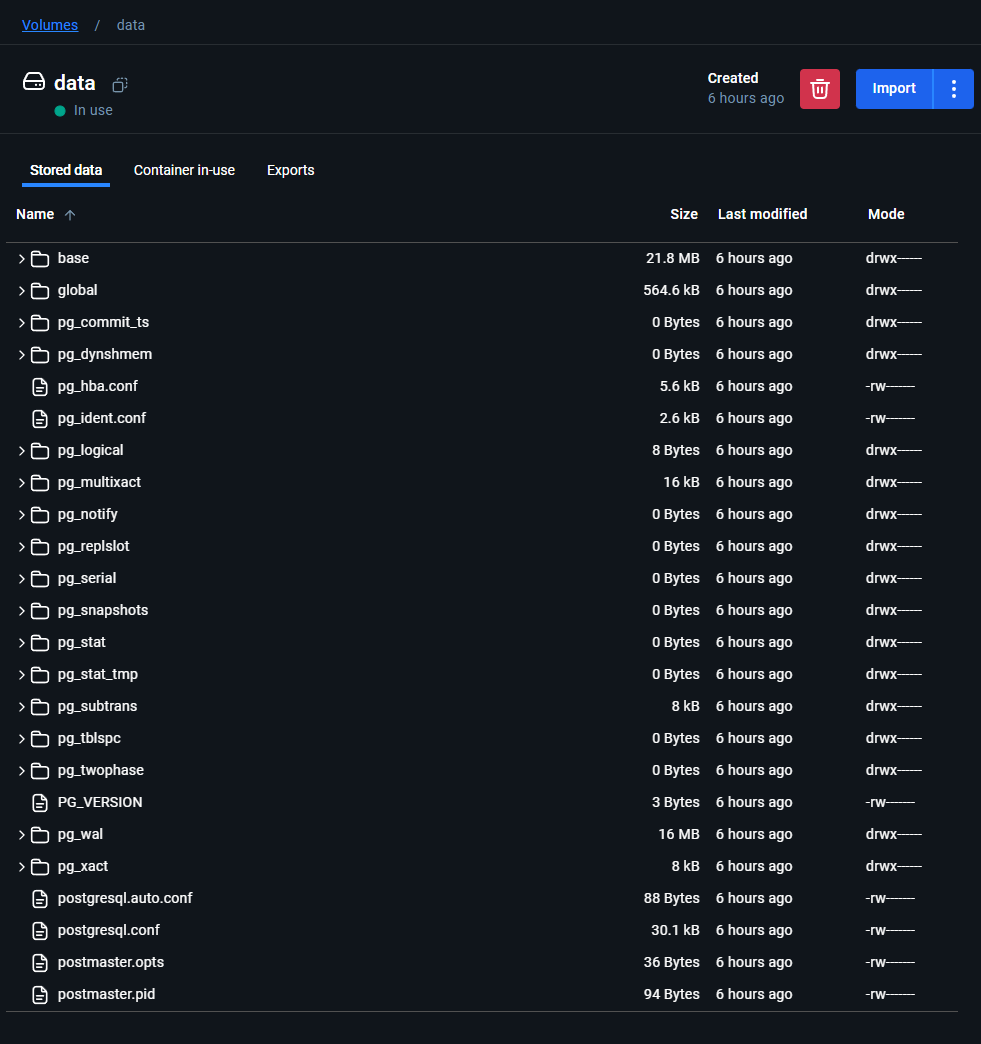 Volumes / data
data
In use
Created
6 hours ago
Import
Stored data Container in-use Exports
Name Size Last modified Mode
base 21.8 MB 6 hours ago drwx------
global 564.6 kB 6 hours ago drwx------
pg_commit_ts 0 Bytes 6 hours ago drwx------
pg_dynshmem 0 Bytes 6 hours ago drwx------
pg_hba.conf 5.6 kB 6 hours ago -rw-------
pg_ident.conf 2.6 kB 6 hours ago -rw-------
pg_logical 8 Bytes 6 hours ago drwx------
pg_multixact 16 kB 6 hours ago drwx------
pg_notify 0 Bytes 6 hours ago drwx------
pg_replslot 0 Bytes 6 hours ago drwx------
pg_serial 0 Bytes 6 hours ago drwx------
pg_snapshots 0 Bytes 6 hours ago drwx------
pg_stat 0 Bytes 6 hours ago drwx------
pg_stat_tmp 0 Bytes 6 hours ago drwx------
pg_subtrans 8 kB 6 hours ago drwx------
pg_tblspc 0 Bytes 6 hours ago drwx------
pg_twophase 0 Bytes 6 hours ago drwx------
PG_VERSION 3 Bytes 6 hours ago -rw-------
pg_wal 16 MB 6 hours ago drwx------
pg_xact 8 kB 6 hours ago drwx------
postgresql.auto.conf 88 Bytes 6 hours ago -rw-------
postgresql.conf 30.1 kB 6 hours ago -rw-------
postmaster.opts 36 Bytes 6 hours ago -rw-------
postmaster.pid 94 Bytes 6 hours ago -rw-------